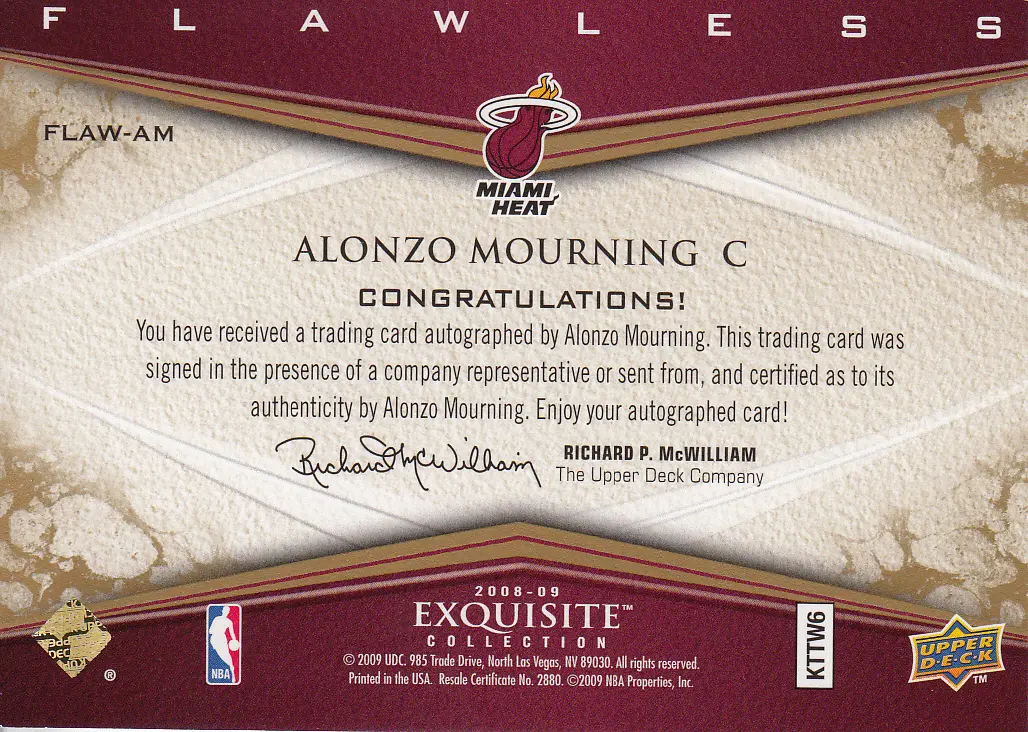 FLAWLESS
FLAW-AM
MIAMI
HEAT
ALONZO MOURNING C
CONGRATULATIONS!
You have received a trading card autographed by Alonzo Mourning. This trading card was
signed in the presence of a company representative or sent from, and certified as to its
authenticity by Alonzo Mourning. Enjoy your autographed card!
Richard McWilliam
RICHARD P. McWILLIAM
The Upper Deck Company
2008-09
EXQUISITE™
COLLECTION
© 2009 UDC. 985 Trade Drive, North Las Vegas, NV 89030. All rights reserved.
Printed in the USA. Resale Certificate No. 2880. ©2009 NBA Properties, Inc.
®
NBA
KTTW6
UPPER
D·E·C·K
TM